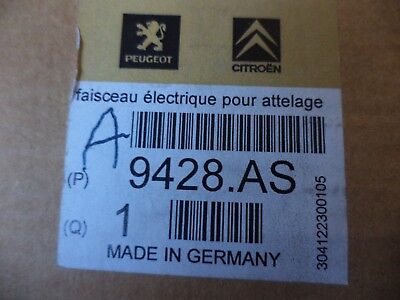 PEUGEOT
CITROËN
faisceau électrique pour attelage
A
(P) 9428.AS
(Q) 1
MADE IN GERMANY
304122300105